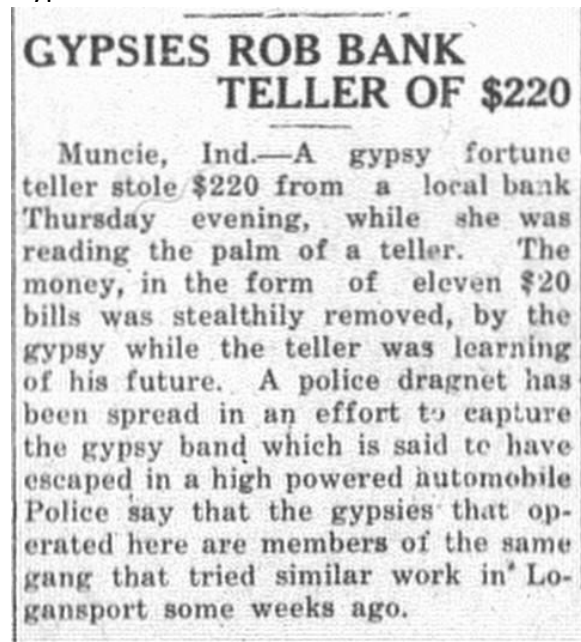 GYPSIES ROB BANK
TELLER OF $220
Muncie, Ind.—A gypsy fortune
teller stole $220 from a local bank
Thursday evening, while she was
reading the palm of a teller. The
money, in the form of eleven $20
bills was stealthily removed, by the
gypsy while the teller was learning
of his future. A police dragnet has
been spread in an effort to capture
the gypsy band which is said to have
escaped in a high powered automobile
Police say that the gypsies that op-
erated here are members of the same
gang that tried similar work in Lo-
gansport some weeks ago.